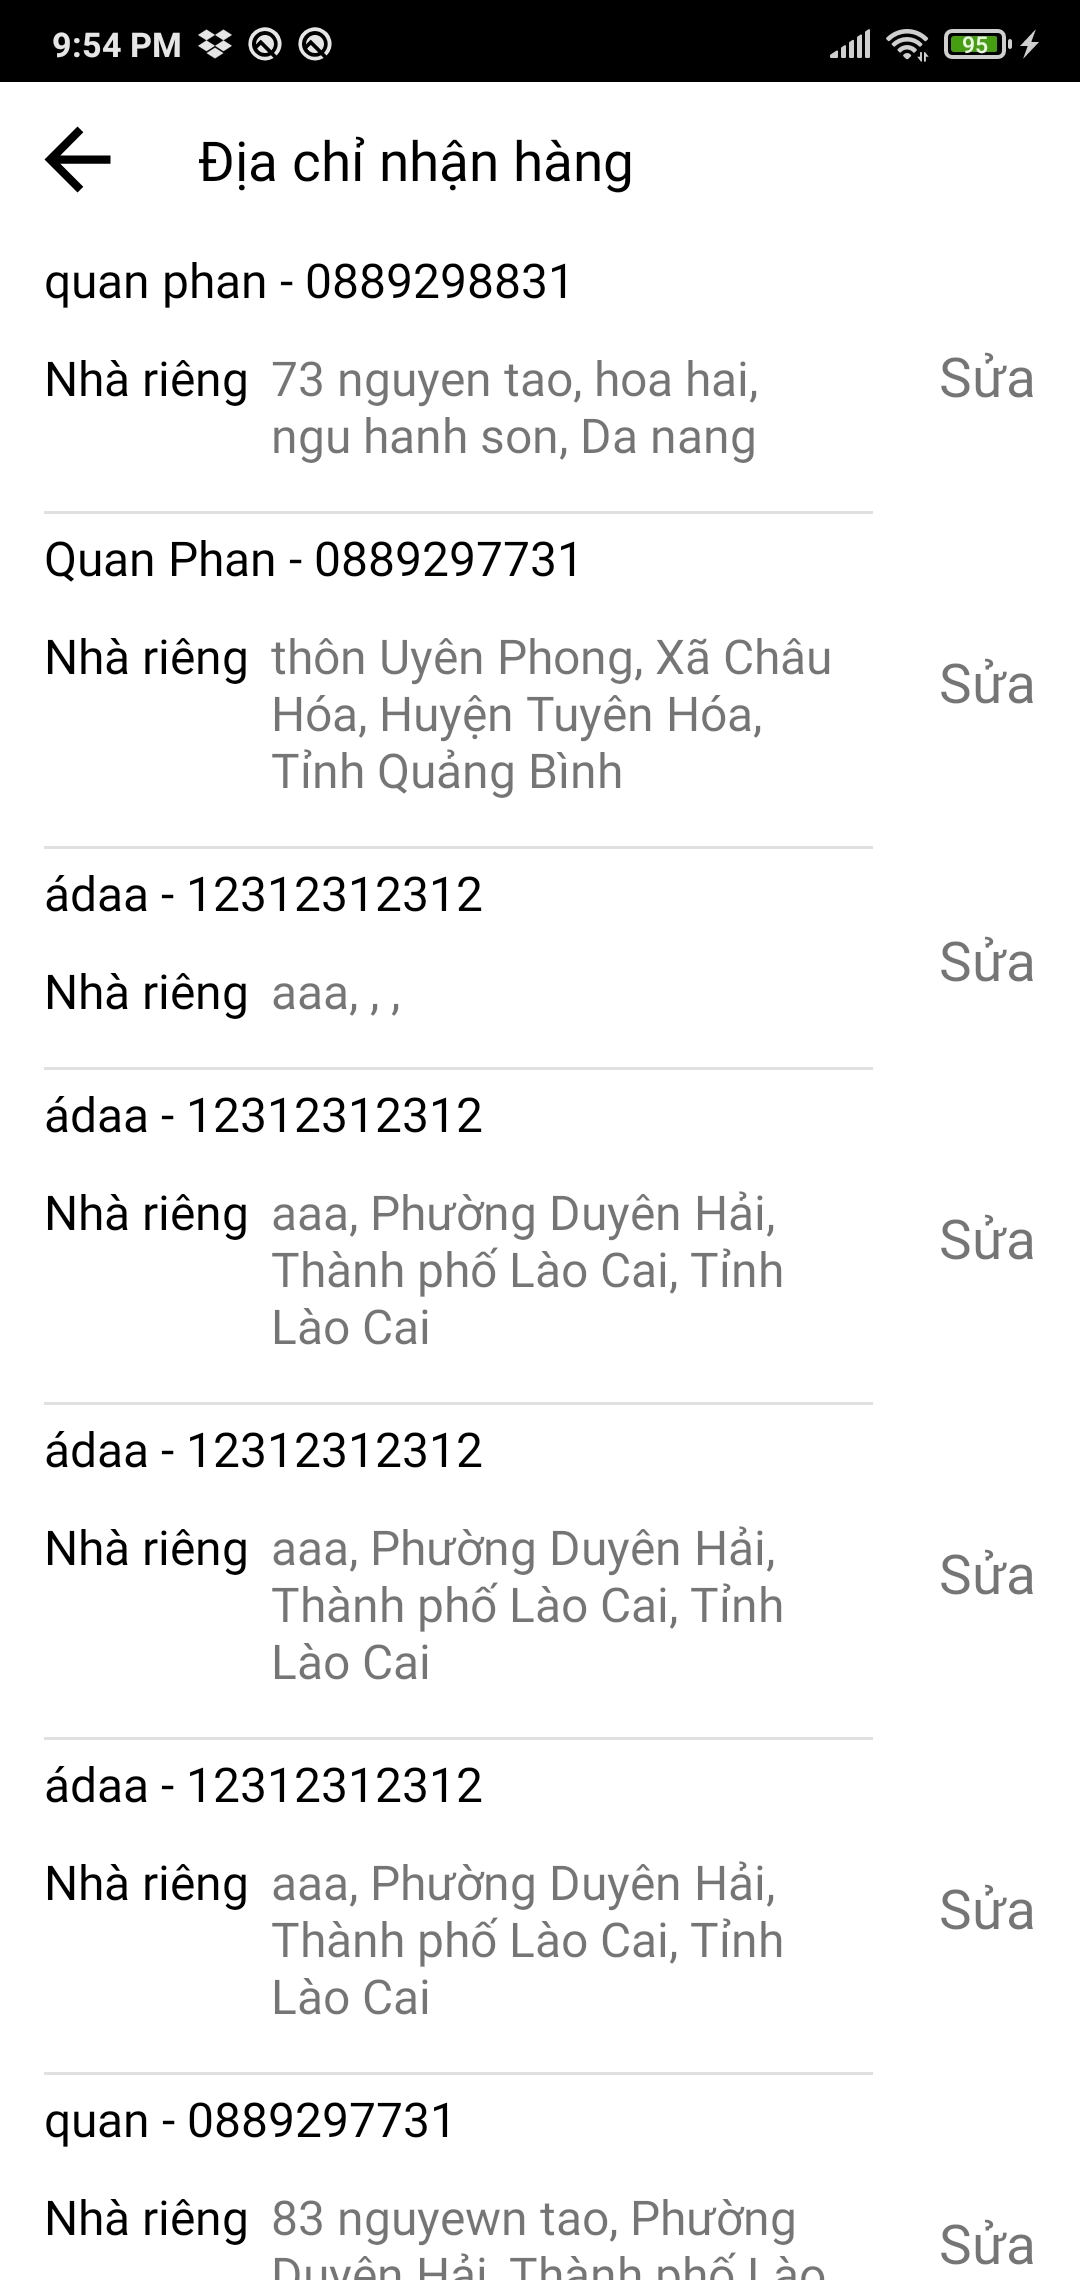 9:54 PM
95
Địa chỉ nhận hàng
quan phan - 0889298831
Nhà riêng 73 nguyen tao, hoa hai,
ngu hanh son, Da nang
Sửa
Quan Phan - 0889297731
Nhà riêng thôn Uyên Phong, Xã Châu
Hóa, Huyện Tuyên Hóa,
Tỉnh Quảng Bình
Sửa
ádaa - 12312312312
Nhà riêng aaa, , ,
Sửa
ádaa - 12312312312
Nhà riêng aaa, Phường Duyên Hải,
Thành phố Lào Cai, Tỉnh
Lào Cai
Sửa
ádaa - 12312312312
Nhà riêng aaa, Phường Duyên Hải,
Thành phố Lào Cai, Tỉnh
Lào Cai
Sửa
ádaa - 12312312312
Nhà riêng aaa, Phường Duyên Hải,
Thành phố Lào Cai, Tỉnh
Lào Cai
Sửa
quan - 0889297731
Nhà riêng 83 nguyewn tao, Phường
Duyên Hải, Thành phố Lào
Sửa